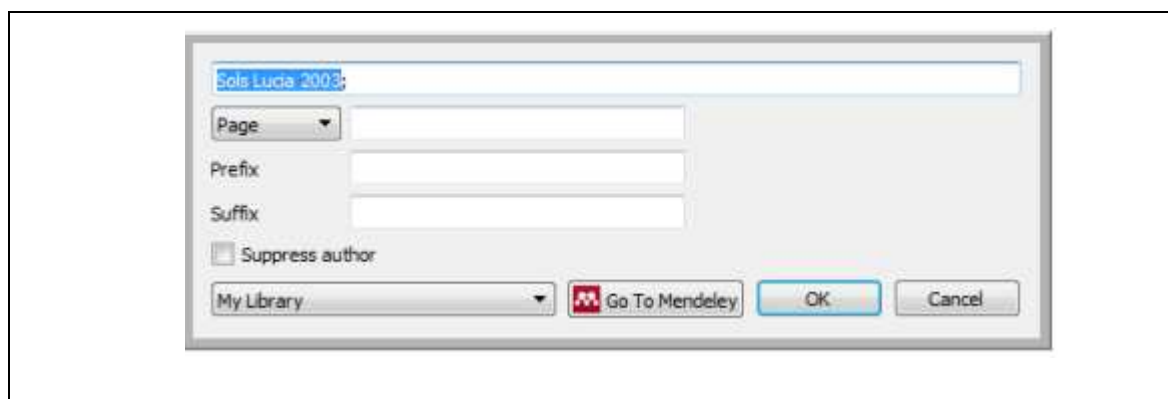 Sols Lucia 2003;
Page
Prefix
Suffix
Suppress author
My Library Go To Mendeley OK Cancel